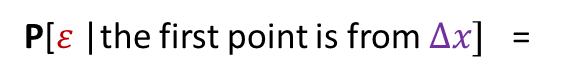 P[ε |the first point is from Δx] =